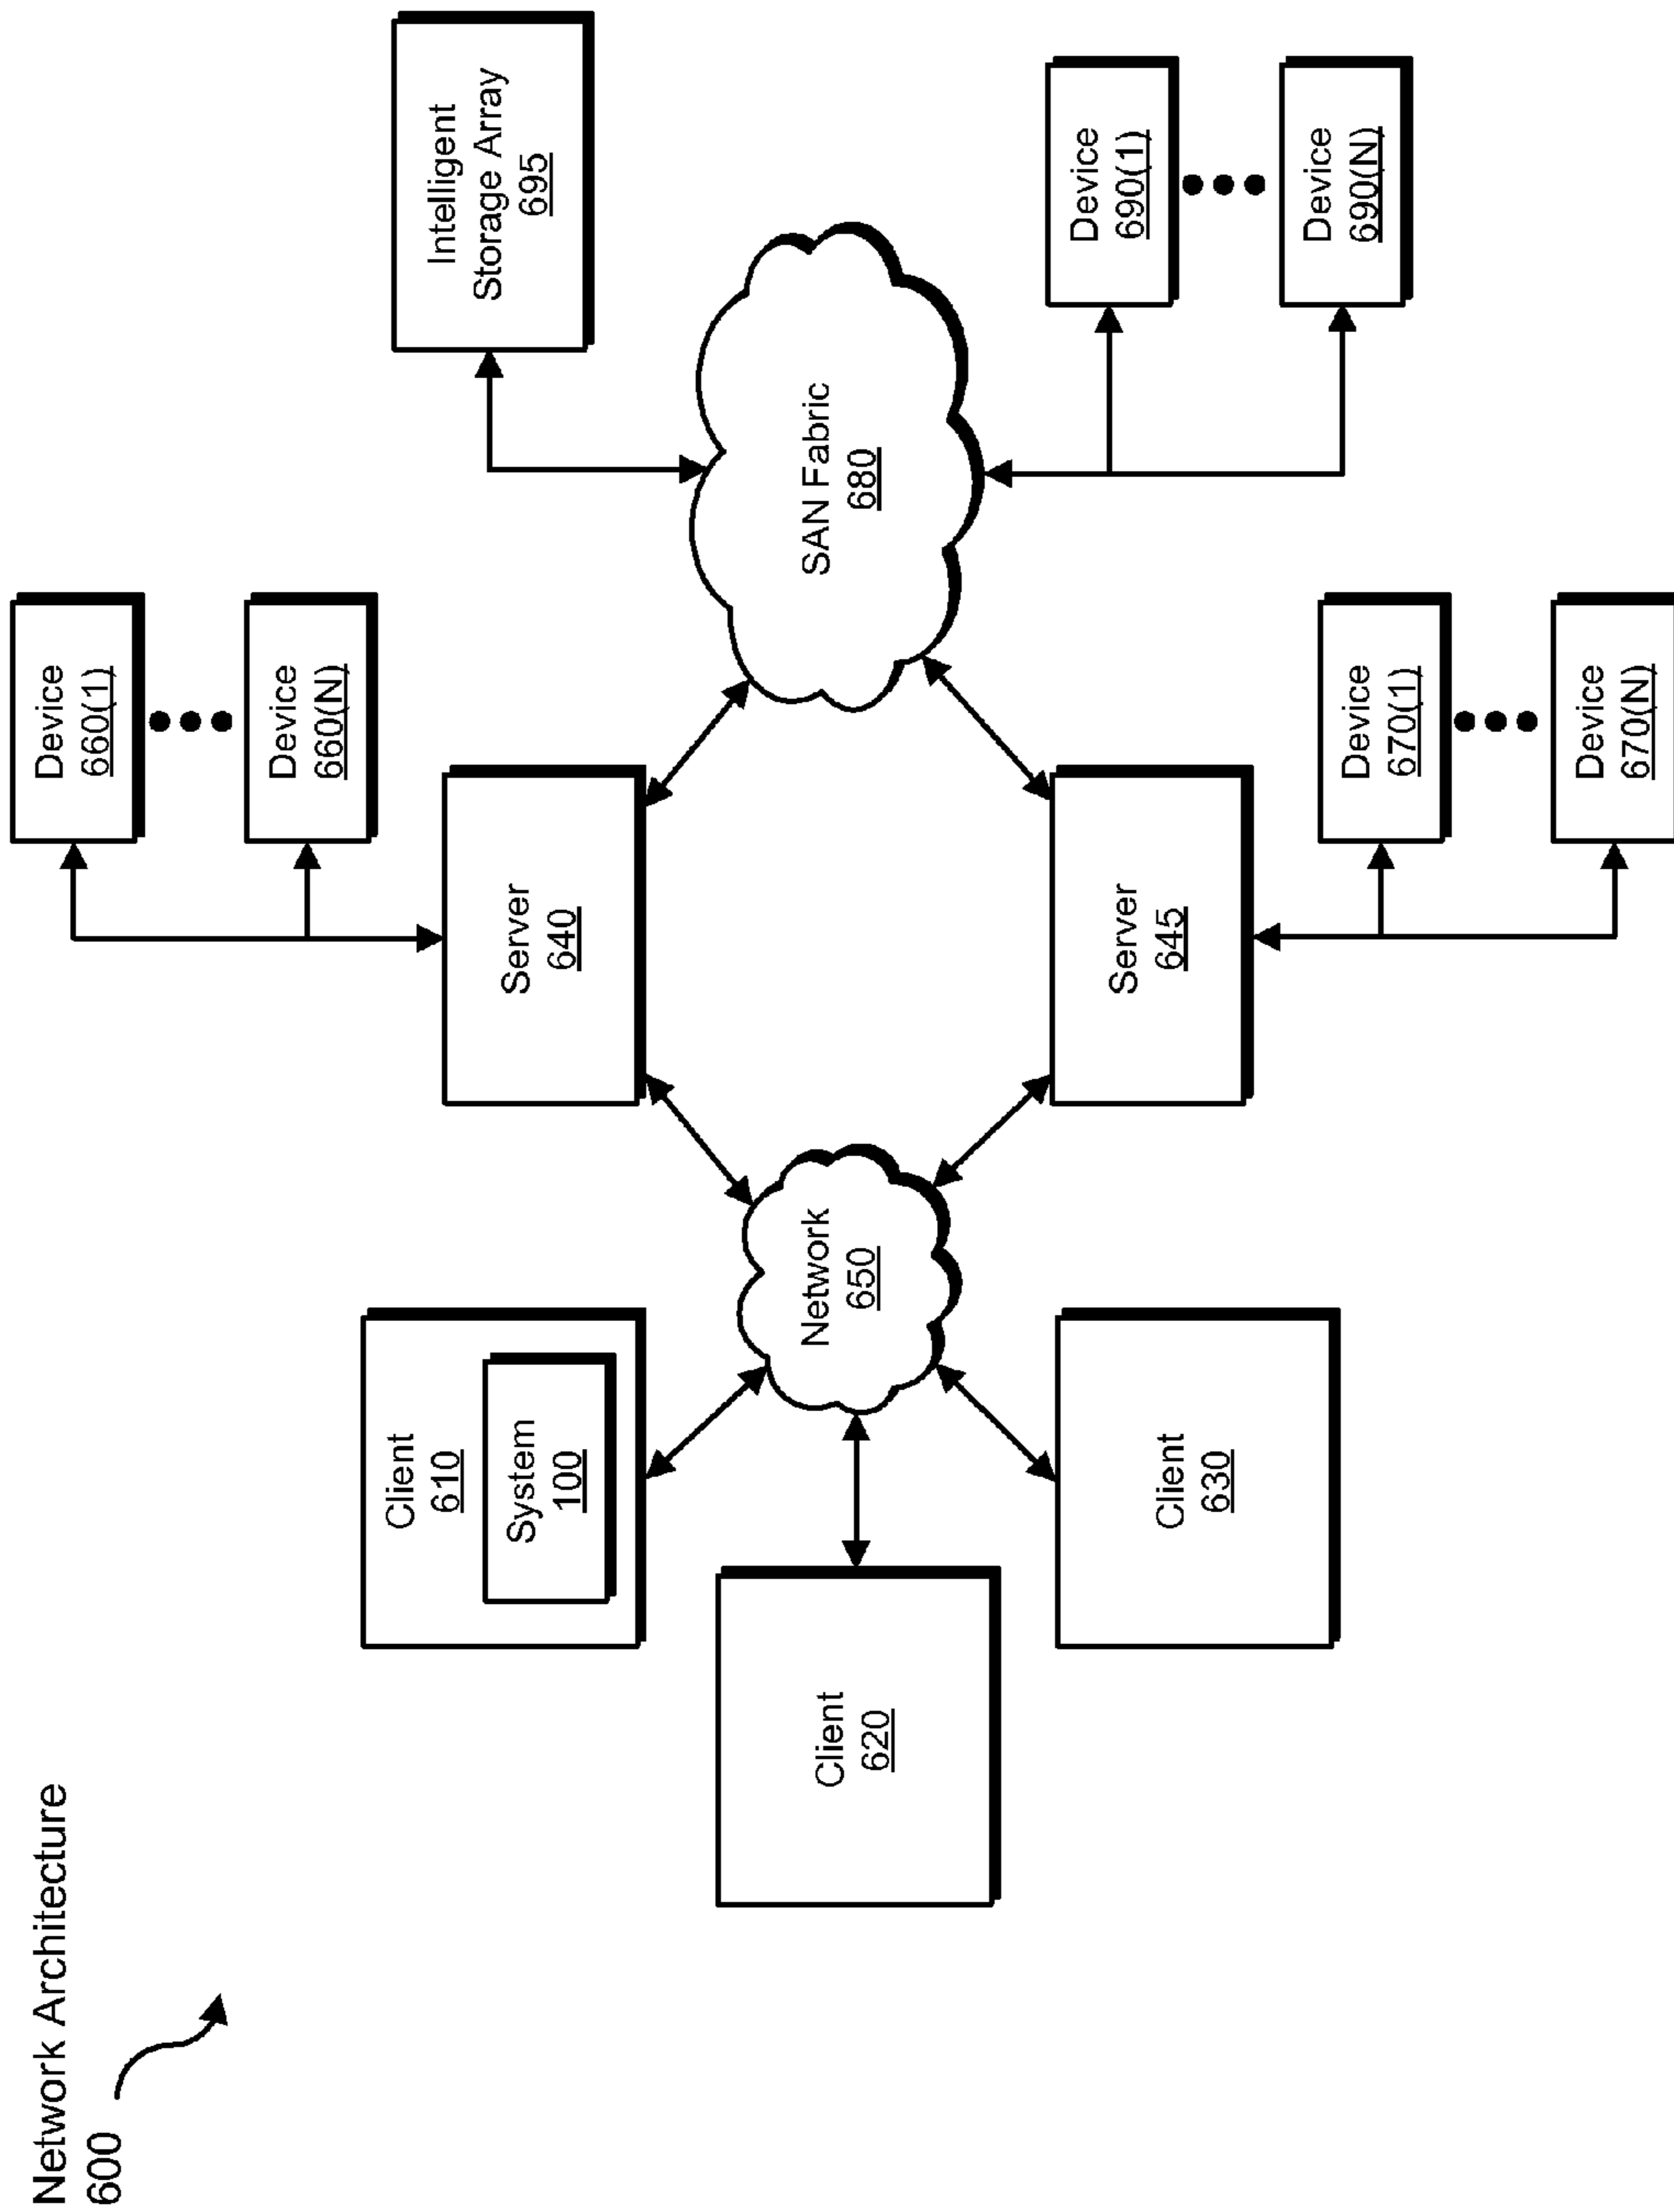 Network Architecture
600
Client
610
System
100
Client
620
Client
630
Network
650
Server
640
Server
645
Device
660(1)
Device
660(N)
Device
670(1)
Device
670(N)
SAN Fabric
680
Intelligent
Storage Array
695
Device
690(1)
Device
690(N)